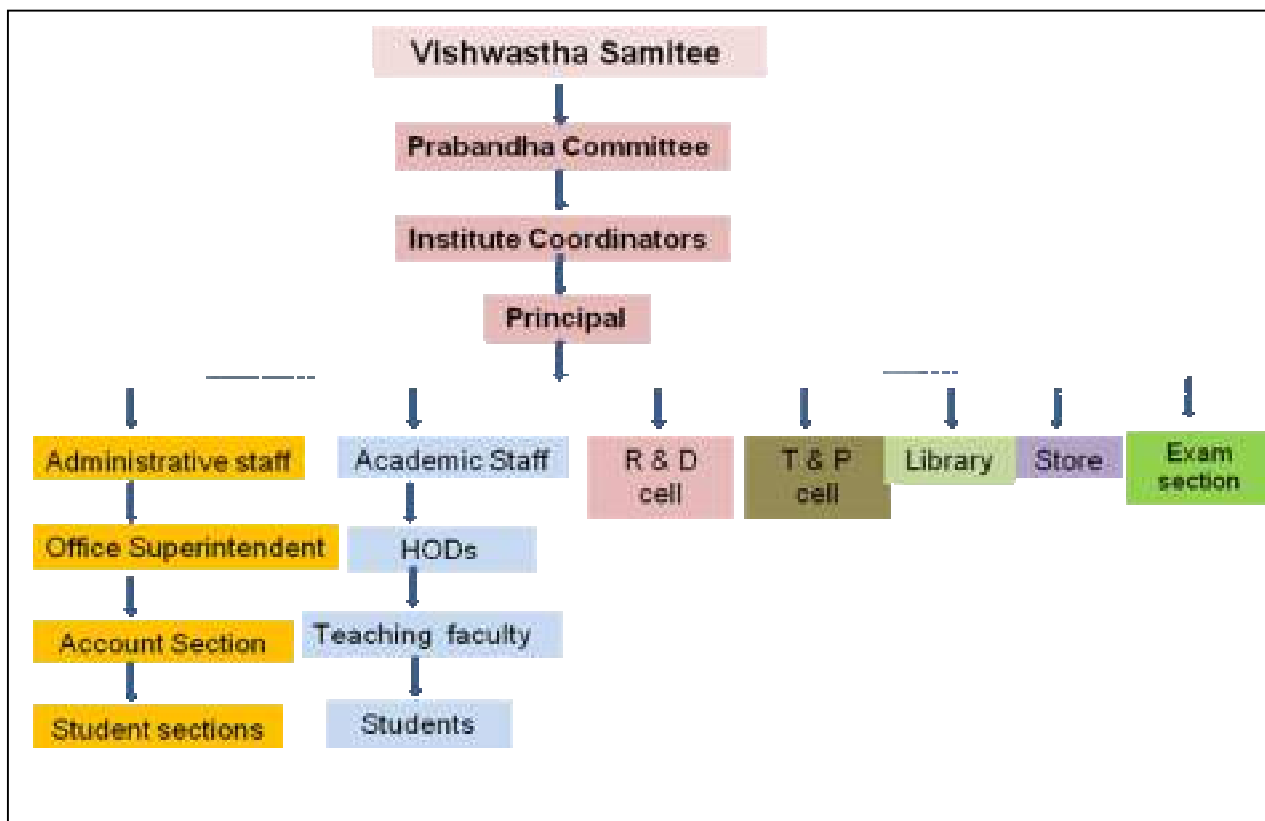 Vishwastha Samitee
Prabandha Committee
Institute Coordinators
Principal
Administrative staff
Academic Staff
R & D
cell
T & P
cell
Library
Store
Exam
section
Office Superintendent
HODs
Account Section
Teaching faculty
Student sections
Students